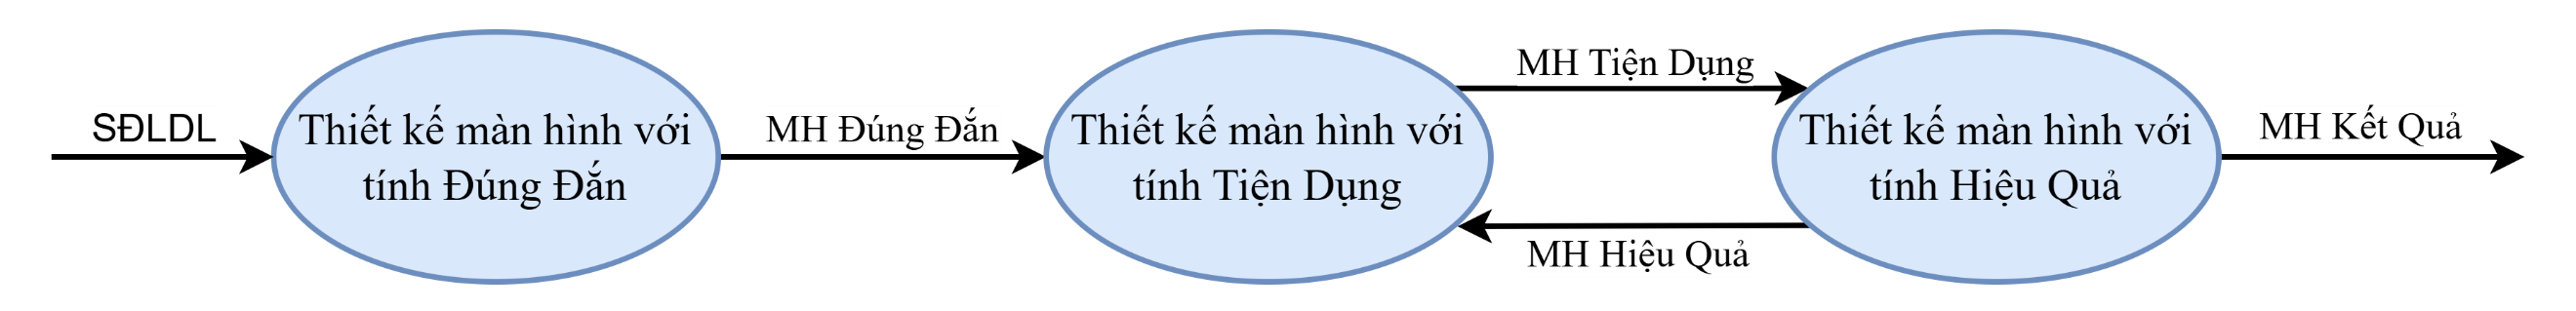 SĐLDL
Thiết kế màn hình với
tính Đúng Đắn
MH Đúng Đắn
Thiết kế màn hình với
tính Tiện Dụng
MH Tiện Dụng
MH Hiệu Quả
Thiết kế màn hình với
tính Hiệu Quả
MH Kết Quả